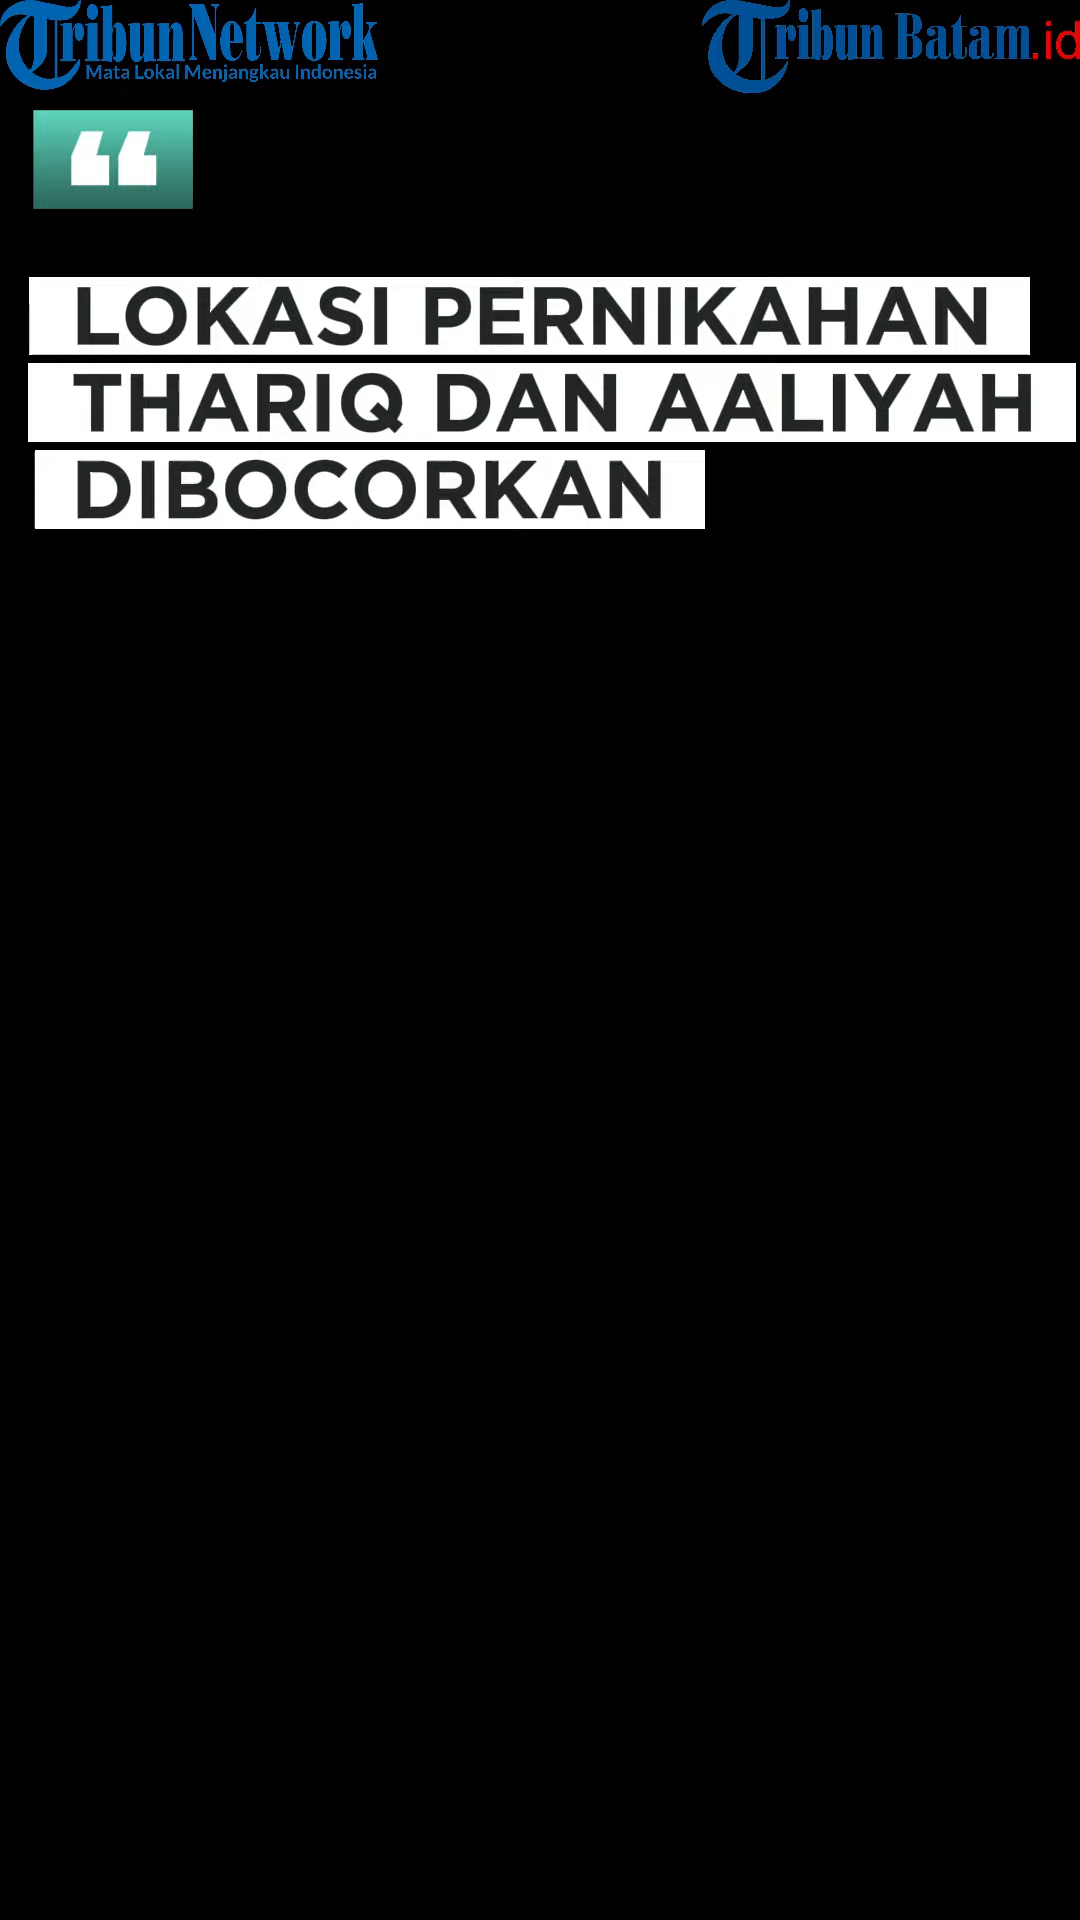 TribunNetwork
Mata Lokal Menjangkau Indonesia
Tribun Batam.id
“
LOKASI PERNIKAHAN
THARIQ DAN AALIYAH
DIBOCORKAN